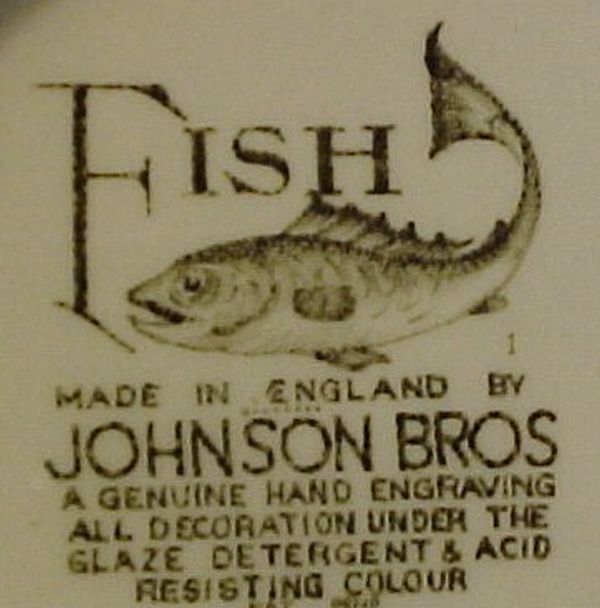 FISH
1
MADE IN ENGLAND BY
JOHNSON BROS
A GENUINE HAND ENGRAVING
ALL DECORATION UNDER THE
GLAZE DETERGENT & ACID
RESISTING COLOUR